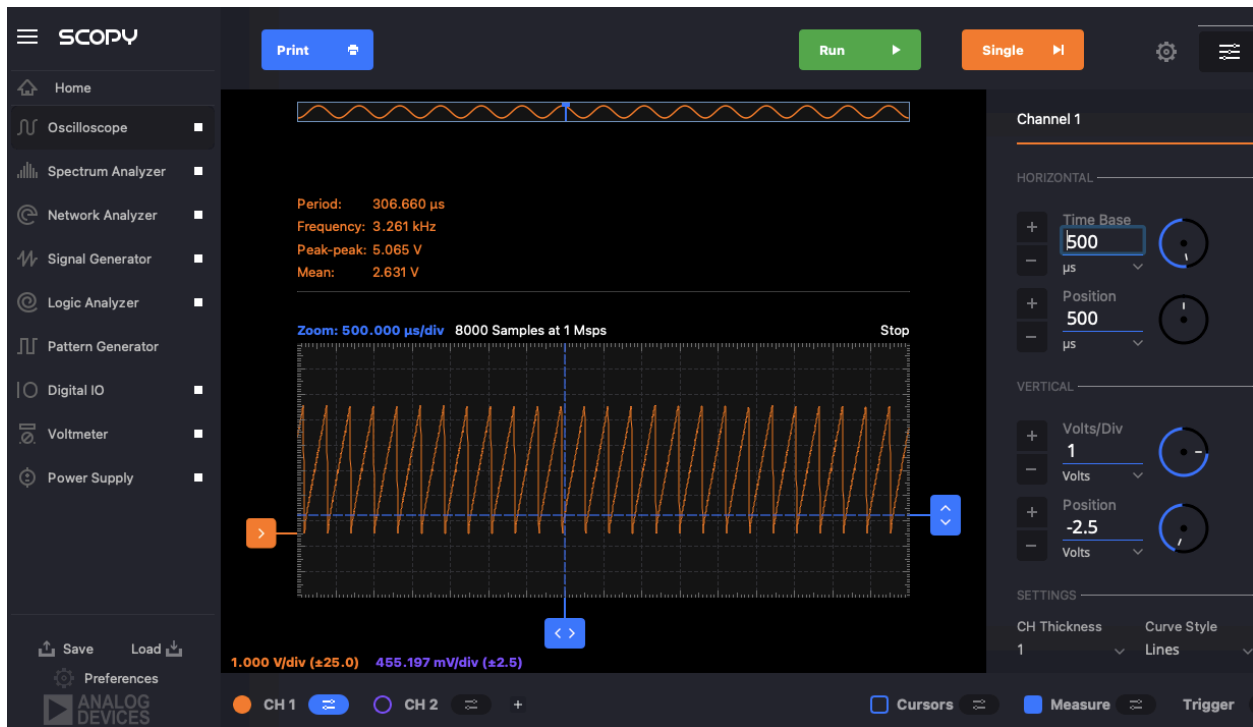 SCOPY
Print
Run
Single
Home
Oscilloscope
Spectrum Analyzer
Network Analyzer
Signal Generator
Logic Analyzer
Pattern Generator
Digital IO
Voltmeter
Power Supply
Save Load
Preferences
ANALOG
DEVICES
Period: 306.660 µs
Frequency: 3.261 kHz
Peak-peak: 5.065 V
Mean: 2.631 V
Zoom: 500.000 µs/div 8000 Samples at 1 Msps Stop
1.000 V/div (±25.0) 455.197 mV/div (±2.5)
CH 1 CH 2 + Cursors Measure Trigger
Channel 1
HORIZONTAL
+ Time Base
500
− µs
+ Position
500
− µs
VERTICAL
+ Volts/Div
1
− Volts
+ Position
-2.5
− Volts
SETTINGS
CH Thickness Curve Style
1 Lines